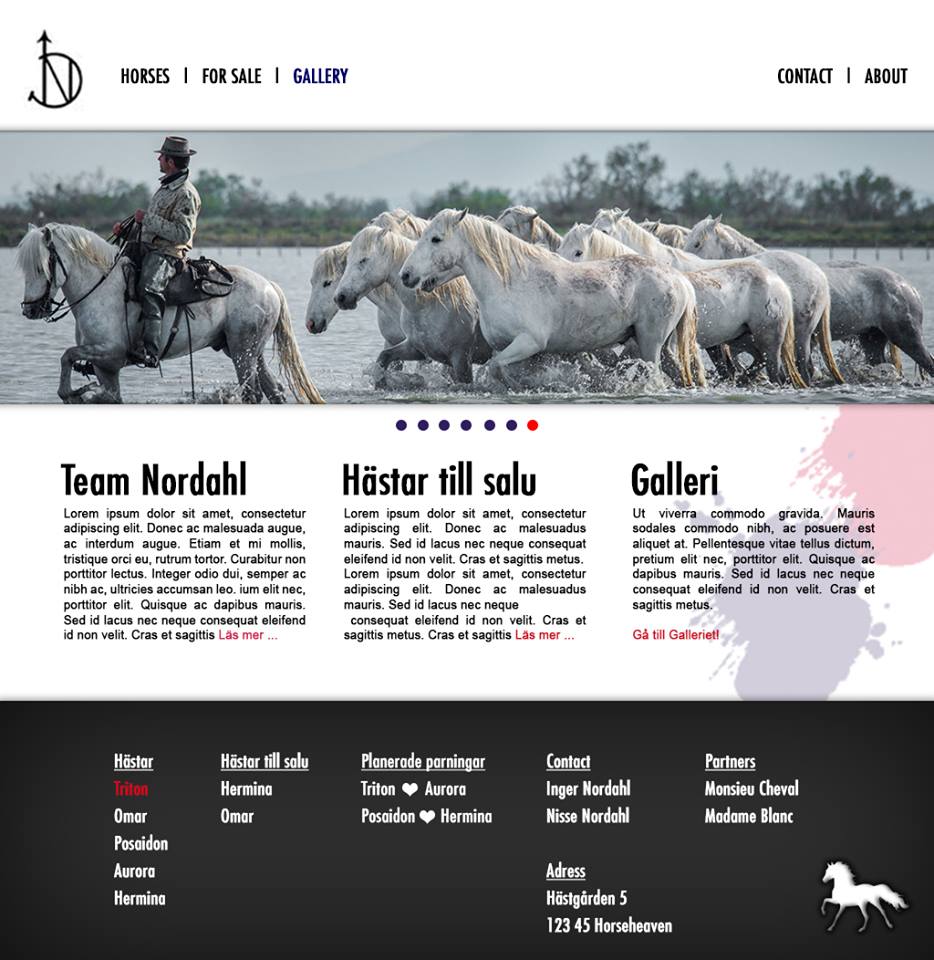 HORSES | FOR SALE | GALLERY
CONTACT | ABOUT
Team Nordahl
Lorem ipsum dolor sit amet, consectetur
adipiscing elit. Donec ac malesuada augue,
ac interdum augue. Etiam et mi mollis,
tristique orci eu, rutrum tortor. Curabitur non
porttitor lectus. Integer odio dui, semper ac
nibh ac, ultricies accumsan leo. ium elit nec,
porttitor elit. Quisque ac dapibus mauris.
Sed id lacus nec neque consequat eleifend
id non velit. Cras et sagittis Läs mer ...
Hästar till salu
Lorem ipsum dolor sit amet, consectetur
adipiscing elit. Donec ac malesuadus
mauris. Sed id lacus nec neque consequat
eleifend id non velit. Cras et sagittis metus.
Lorem ipsum dolor sit amet, consectetur
adipiscing elit. Donec ac malesuadus
mauris. Sed id lacus nec neque
consequat eleifend id non velit. Cras et
sagittis metus. Cras et sagittis Läs mer ...
Galleri
Ut viverra commodo gravida. Mauris
sodales commodo nibh, ac posuere est
aliquet at. Pellentesque vitae tellus dictum,
pretium elit nec, porttitor elit. Quisque ac
dapibus mauris. Sed id lacus nec neque
consequat eleifend id non velit. Cras et
sagittis metus.
Gå till Galleriet!
Hästar
Triton
Omar
Posaidon
Aurora
Hermina
Hästar till salu
Hermina
Omar
Planerade parningar
Triton ❤ Aurora
Posaidon ❤ Hermina
Contact
Inger Nordahl
Nisse Nordahl
Adress
Hästgården 5
123 45 Horseheaven
Partners
Monsieu Cheval
Madame Blanc